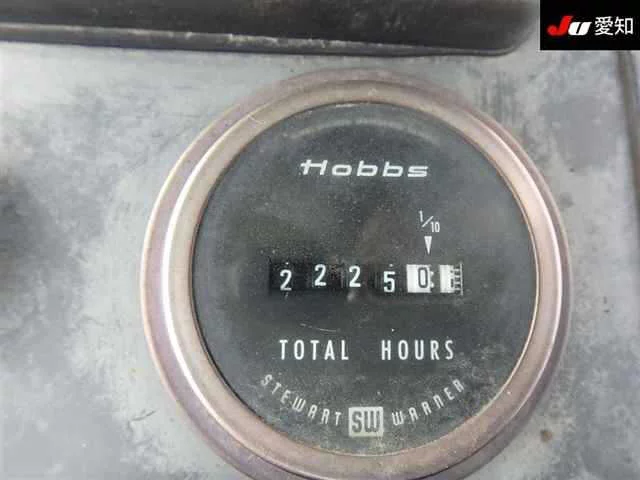 Ju 愛知
Hobbs
1/10
2 2 2 5 0
TOTAL HOURS
STEWART SW WARNER